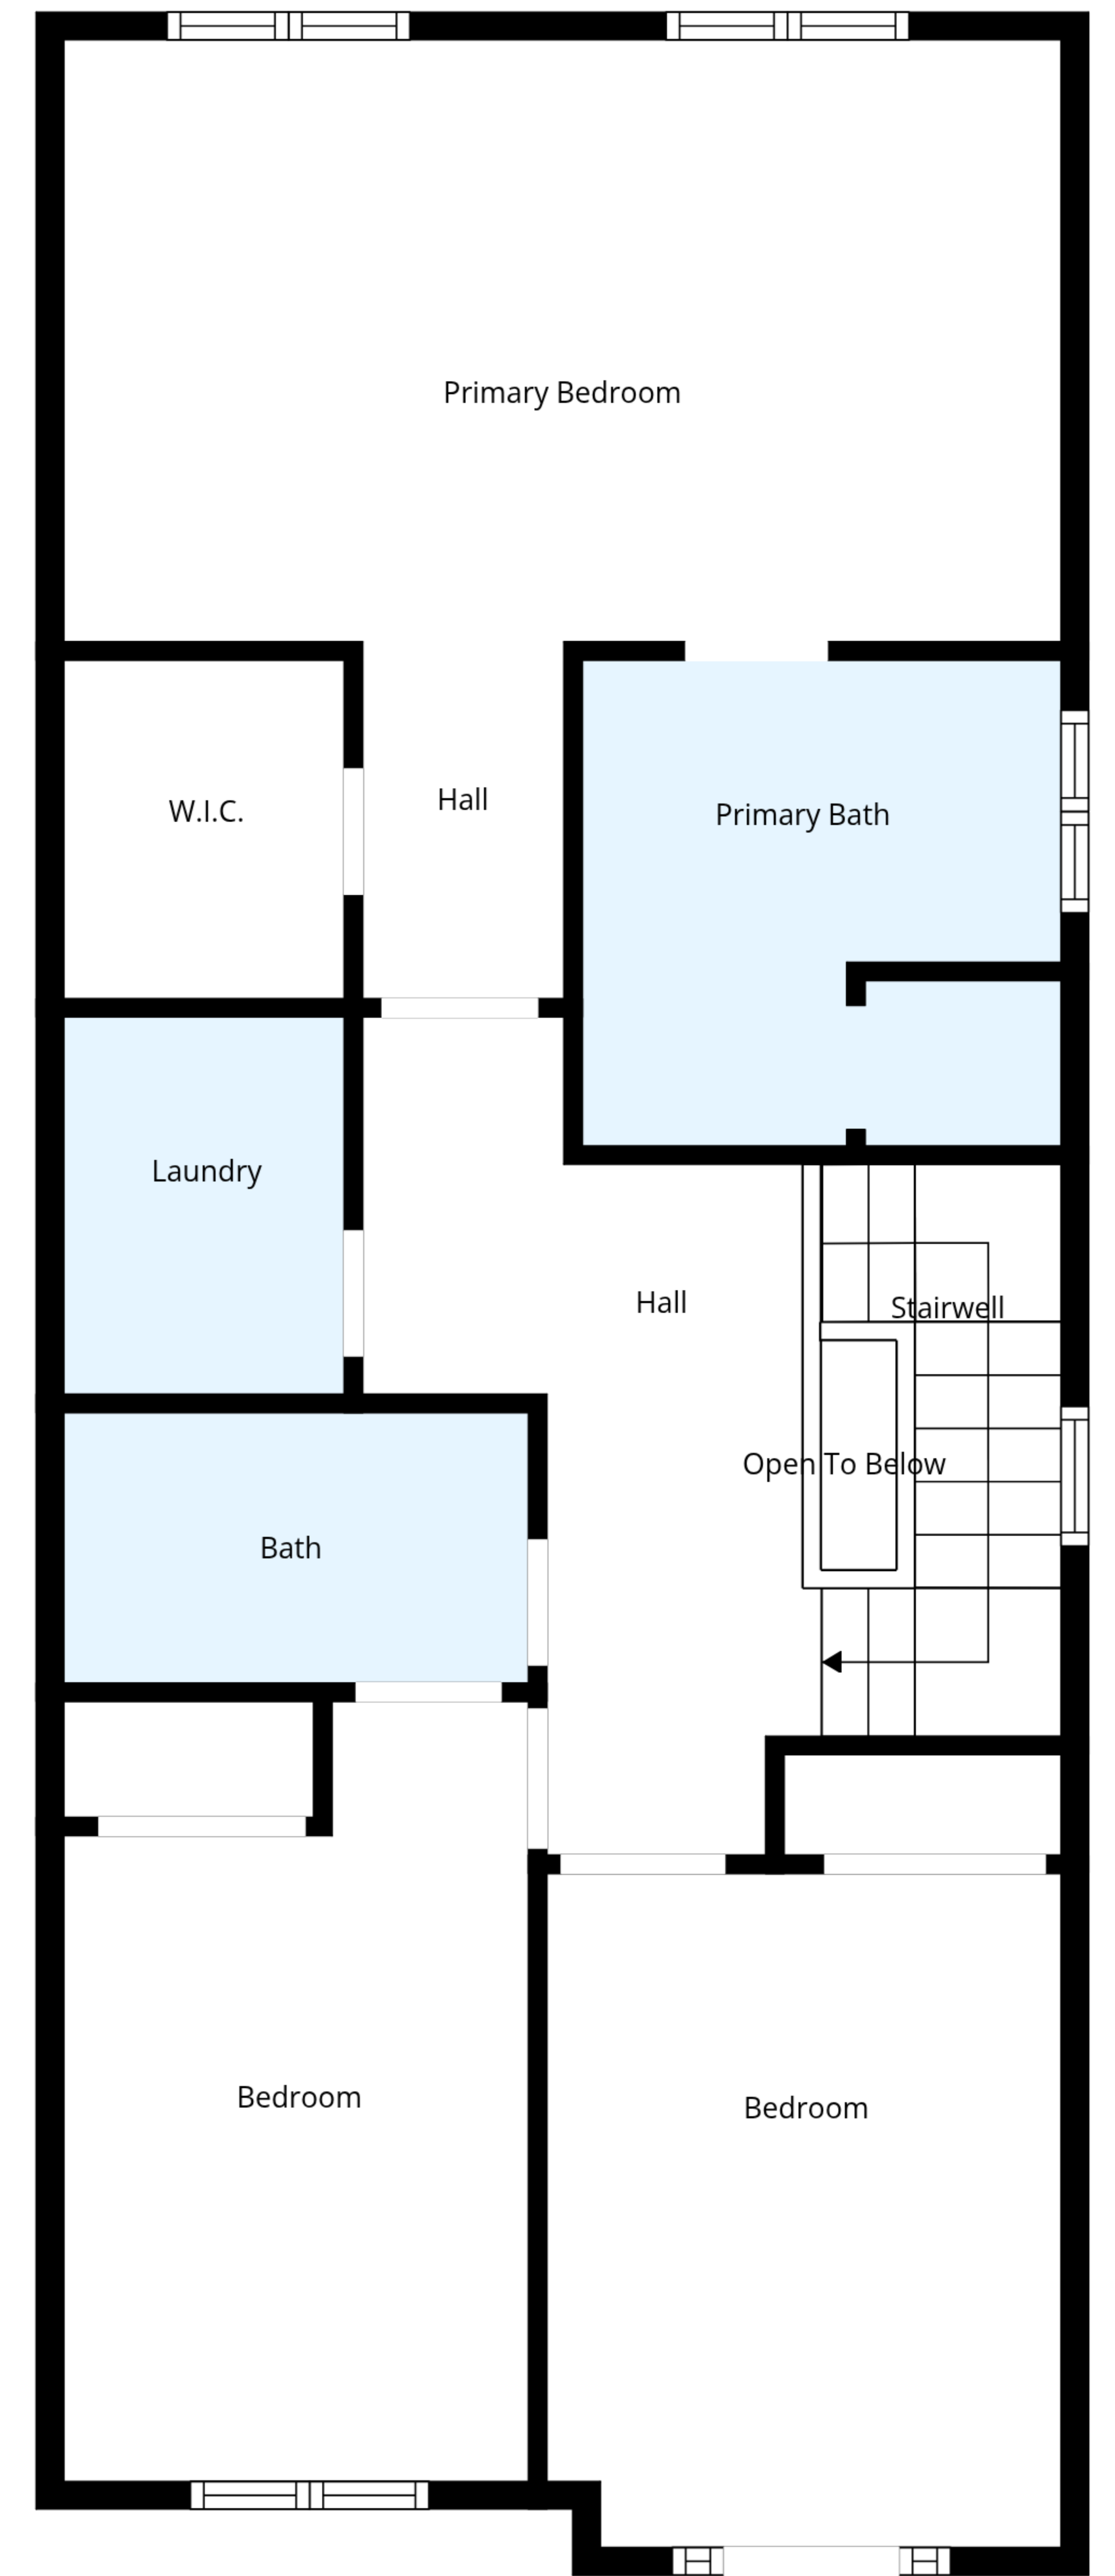 Primary Bedroom
W.I.C.
Hall
Primary Bath
Laundry
Hall
Stairwell
Open To Below
Bath
Bedroom
Bedroom